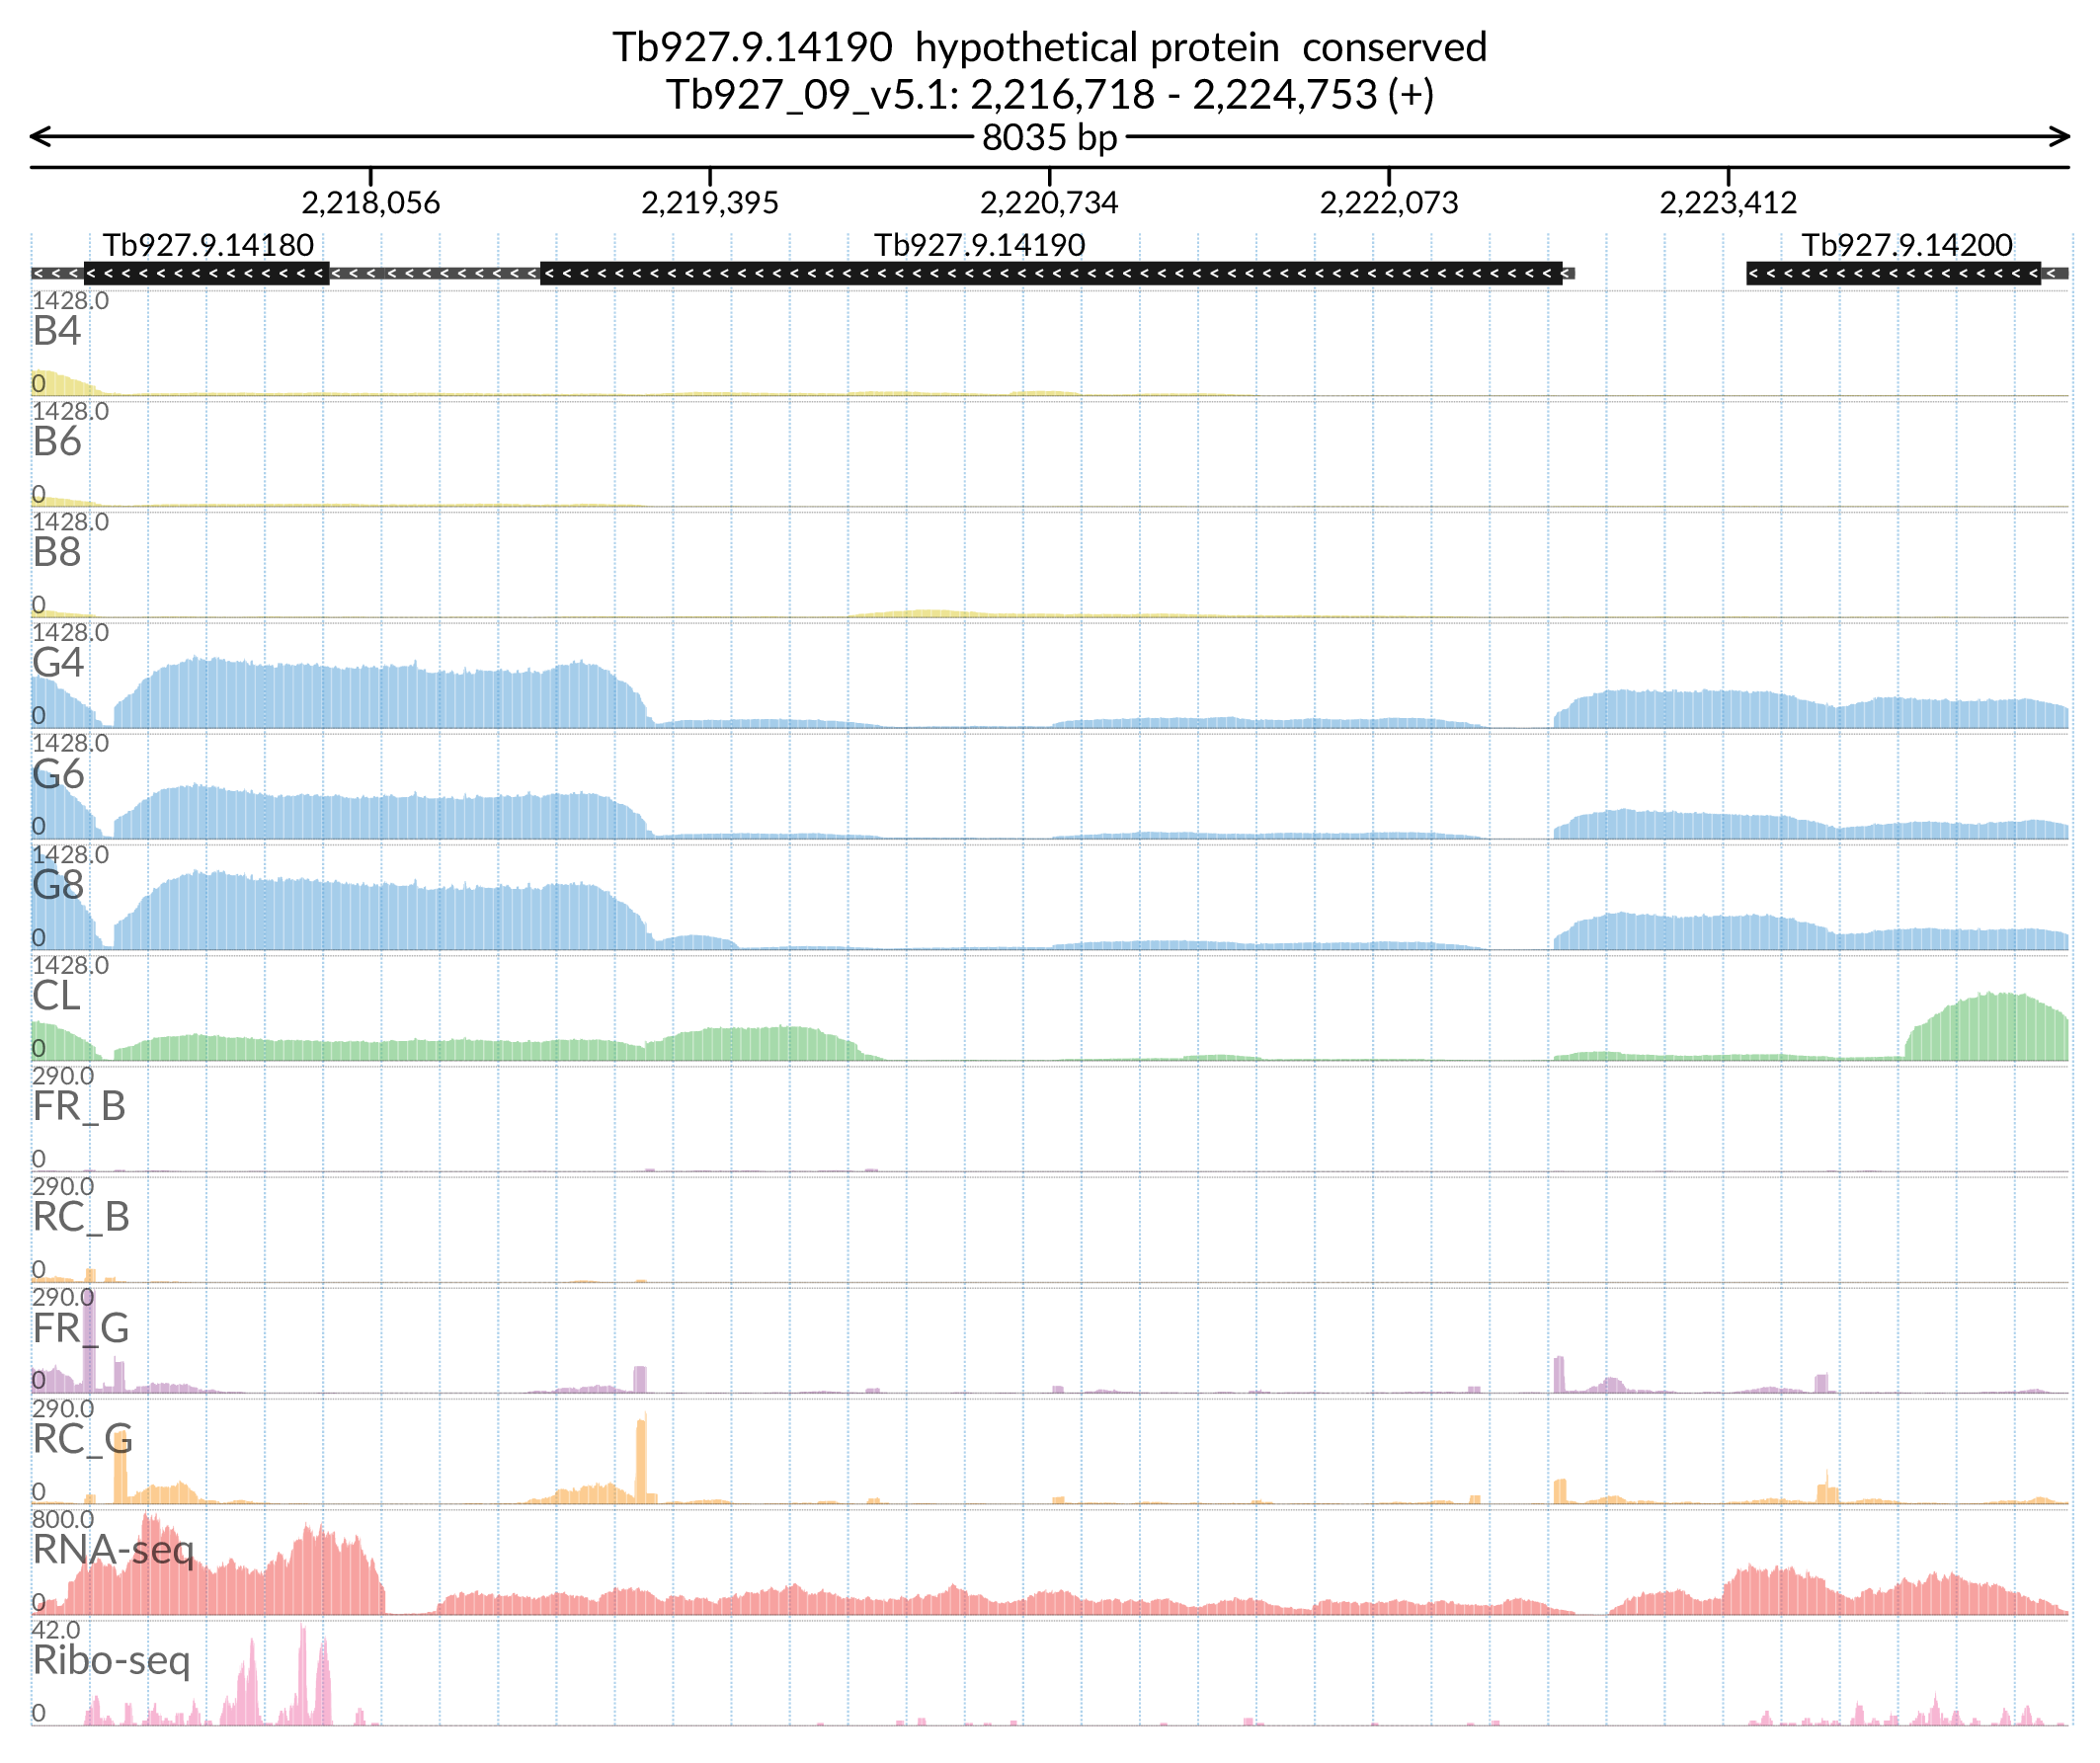 Tb927.9.14190 hypothetical protein conserved
Tb927_09_v5.1: 2,216,718 - 2,224,753 (+)
8035 bp
2,218,056 2,219,395 2,220,734 2,222,073 2,223,412
Tb927.9.14180 Tb927.9.14190 Tb927.9.14200
1428.0
B4
0
1428.0
B6
0
1428.0
B8
0
1428.0
G4
0
1428.0
G6
0
1428.0
G8
0
1428.0
CL
0
290.0
FR_B
0
290.0
RC_B
0
290.0
FR_G
0
290.0
RC_G
0
800.0
RNA-seq
0
42.0
Ribo-seq
0